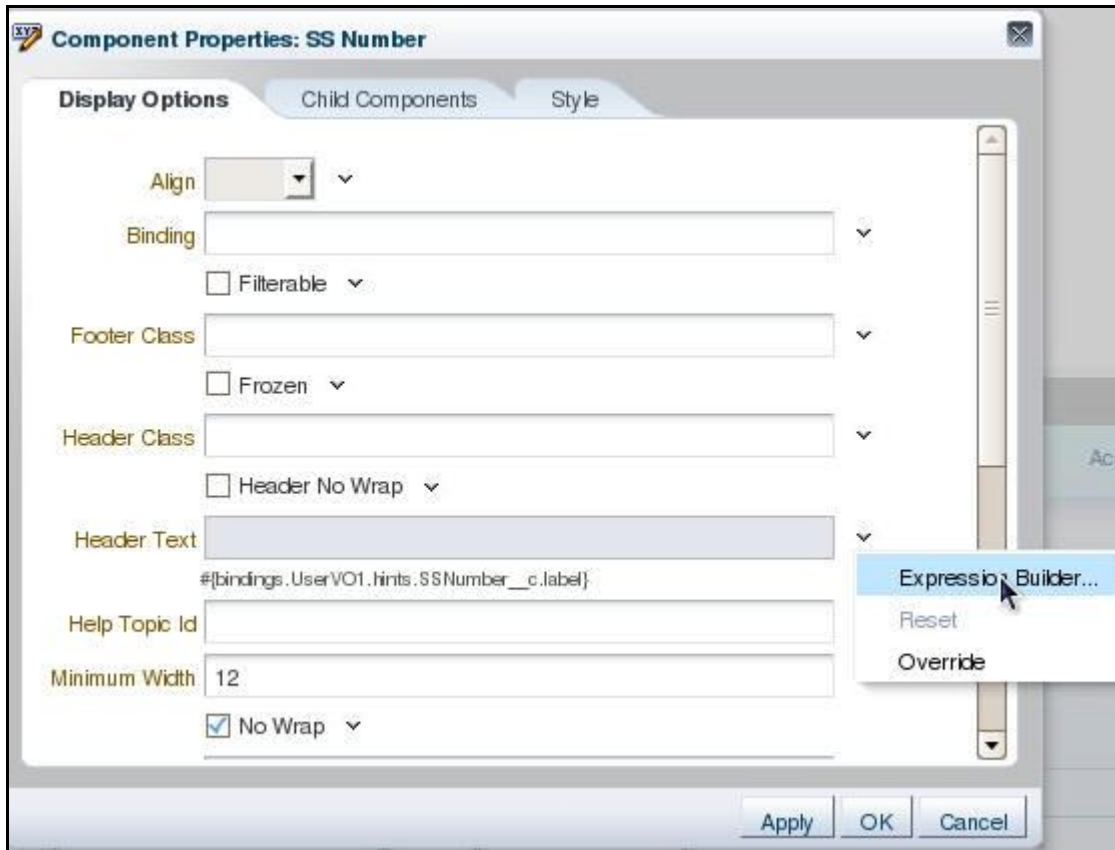 Component Properties: SS Number
Display Options Child Components Style
Align
Binding
Filterable
Footer Class
Frozen
Header Class
Header No Wrap
Header Text
#{bindings.UserVO1.hints.SSNumber__c.label}
Expression Builder...
Reset
Override
Help Topic Id
Minimum Width 12
No Wrap
Apply OK Cancel
Ac